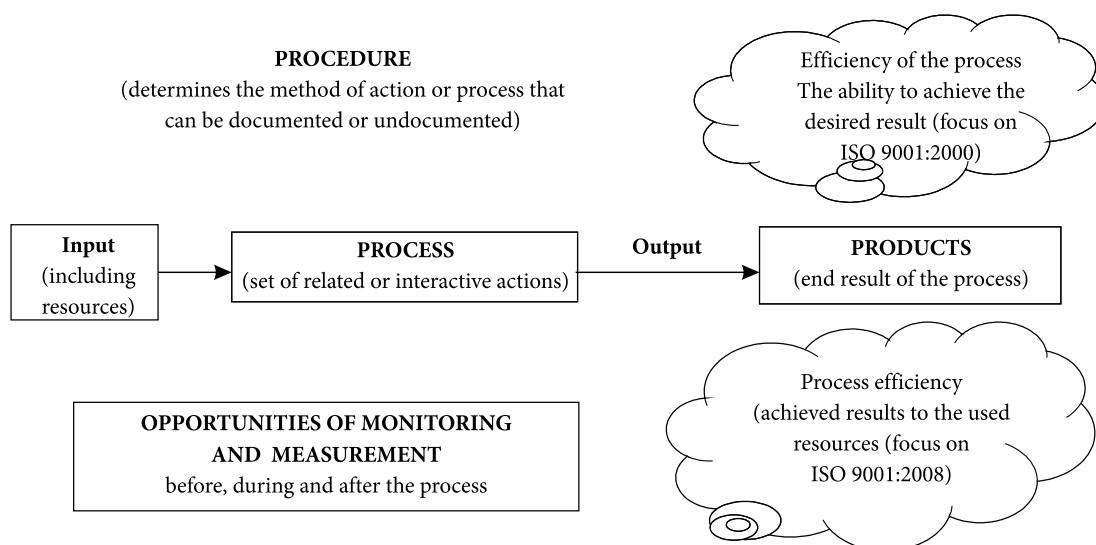 PROCEDURE
(determines the method of action or process that
can be documented or undocumented)
Efficiency of the process
The ability to achieve the
desired result (focus on
ISO 9001:2000)
Input
(including
resources)
PROCESS
(set of related or interactive actions)
Output
PRODUCTS
(end result of the process)
OPPORTUNITIES OF MONITORING
AND MEASUREMENT
before, during and after the process
Process efficiency
(achieved results to the used
resources (focus on
ISO 9001:2008)